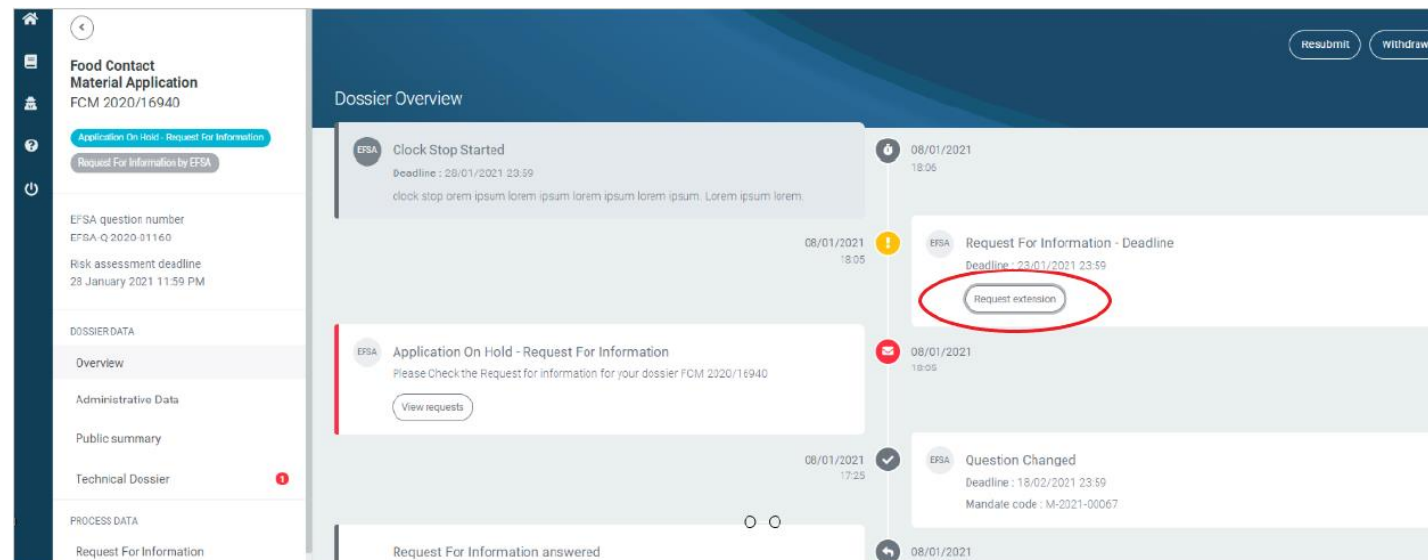 Resubmit
Withdraw
Food Contact
Material Application
FCM 2020/16940
Application On Hold - Request For Information
Request For Information by EFSA
EFSA question number
EFSA-Q-2020-01160
Risk assessment deadline
28 January 2021 11:59 PM
DOSSIER DATA
Overview
Administrative Data
Public summary
Technical Dossier
1
PROCESS DATA
Request For Information
Dossier Overview
EFSA
Clock Stop Started
Deadline : 28/01/2021 23:59
clock stop orem ipsum lorem ipsum lorem ipsum lorem ipsum. Lorem ipsum lorem.
08/01/2021
18:06
08/01/2021
18:05
EFSA
Request For Information - Deadline
Deadline : 23/01/2021 23:59
Request extension
EFSA
Application On Hold - Request For Information
Please Check the Request for information for your dossier FCM 2020/16940
View requests
08/01/2021
18:05
08/01/2021
17:25
EFSA
Question Changed
Deadline : 18/02/2021 23:59
Mandate code : M-2021-00067
Request For Information answered
08/01/2021